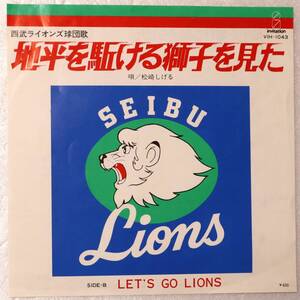 西武ライオンズ球団歌
invitation
VIH-1043
地平を駈ける獅子を見た
唄／松崎しげる
SEIBU
Lions
SIDE-B LET'S GO LIONS